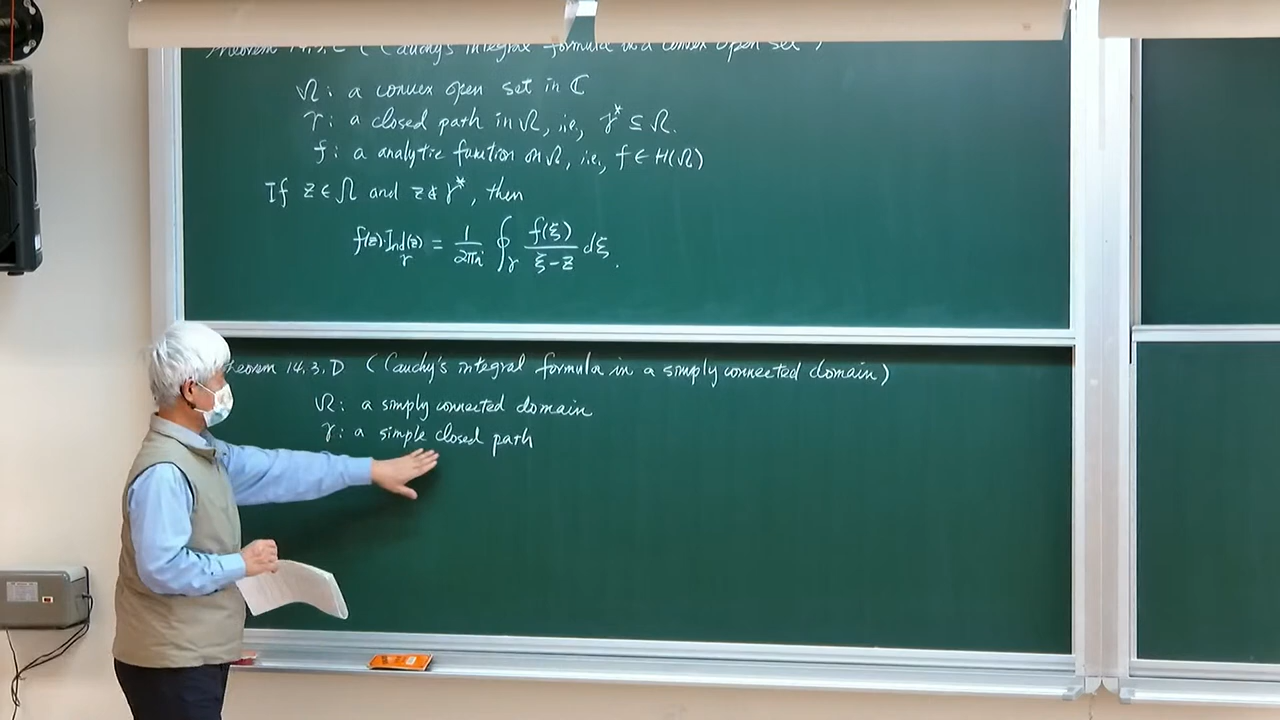 Theorem 14.3.C (Cauchy's integral formula in a convex open set)
Ω: a convex open set in ℂ
γ: a closed path in Ω, i.e., γ* ⊆ Ω.
f: a analytic function on Ω, i.e., f ∈ H(Ω)
If z ∈ Ω and z ∉ γ*, then
f(z)·Ind_γ(z) = 1/2πi ∮_γ f(ξ)/ξ−z dξ.
Theorem 14.3.D (Cauchy's integral formula in a simply connected domain)
Ω: a simply connected domain
γ: a simple closed path